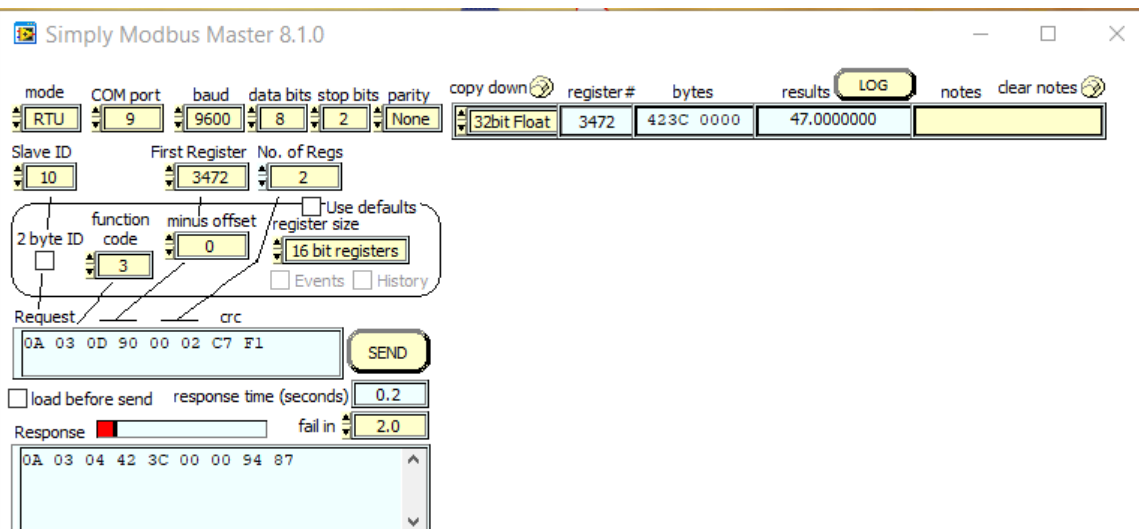 Simply Modbus Master 8.1.0
mode COM port baud data bits stop bits parity
RTU 9 9600 8 2 None
copy down register# bytes results LOG notes clear notes
32bit Float 3472 423C 0000 47.0000000
Slave ID First Register No. of Regs
10 3472 2
Use defaults
2 byte ID function code minus offset register size
3 0 16 bit registers
Events History
Request crc
0A 03 0D 90 00 02 C7 F1
SEND
load before send response time (seconds) 0.2
Response fail in 2.0
0A 03 04 42 3C 00 00 94 87